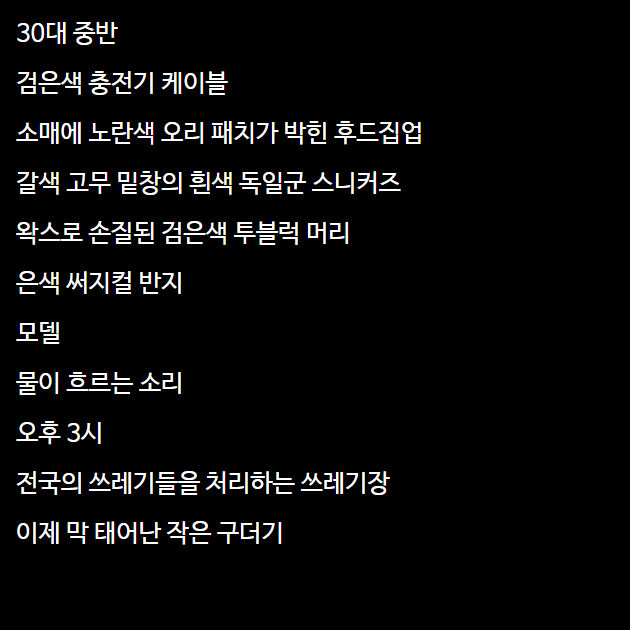 30대 중반
검은색 충전기 케이블
소매에 노란색 오리 패치가 박힌 후드집업
갈색 고무 밑창의 흰색 독일군 스니커즈
왁스로 손질된 검은색 투블럭 머리
은색 써지컬 반지
모델
물이 흐르는 소리
오후 3시
전국의 쓰레기들을 처리하는 쓰레기장
이제 막 태어난 작은 구더기